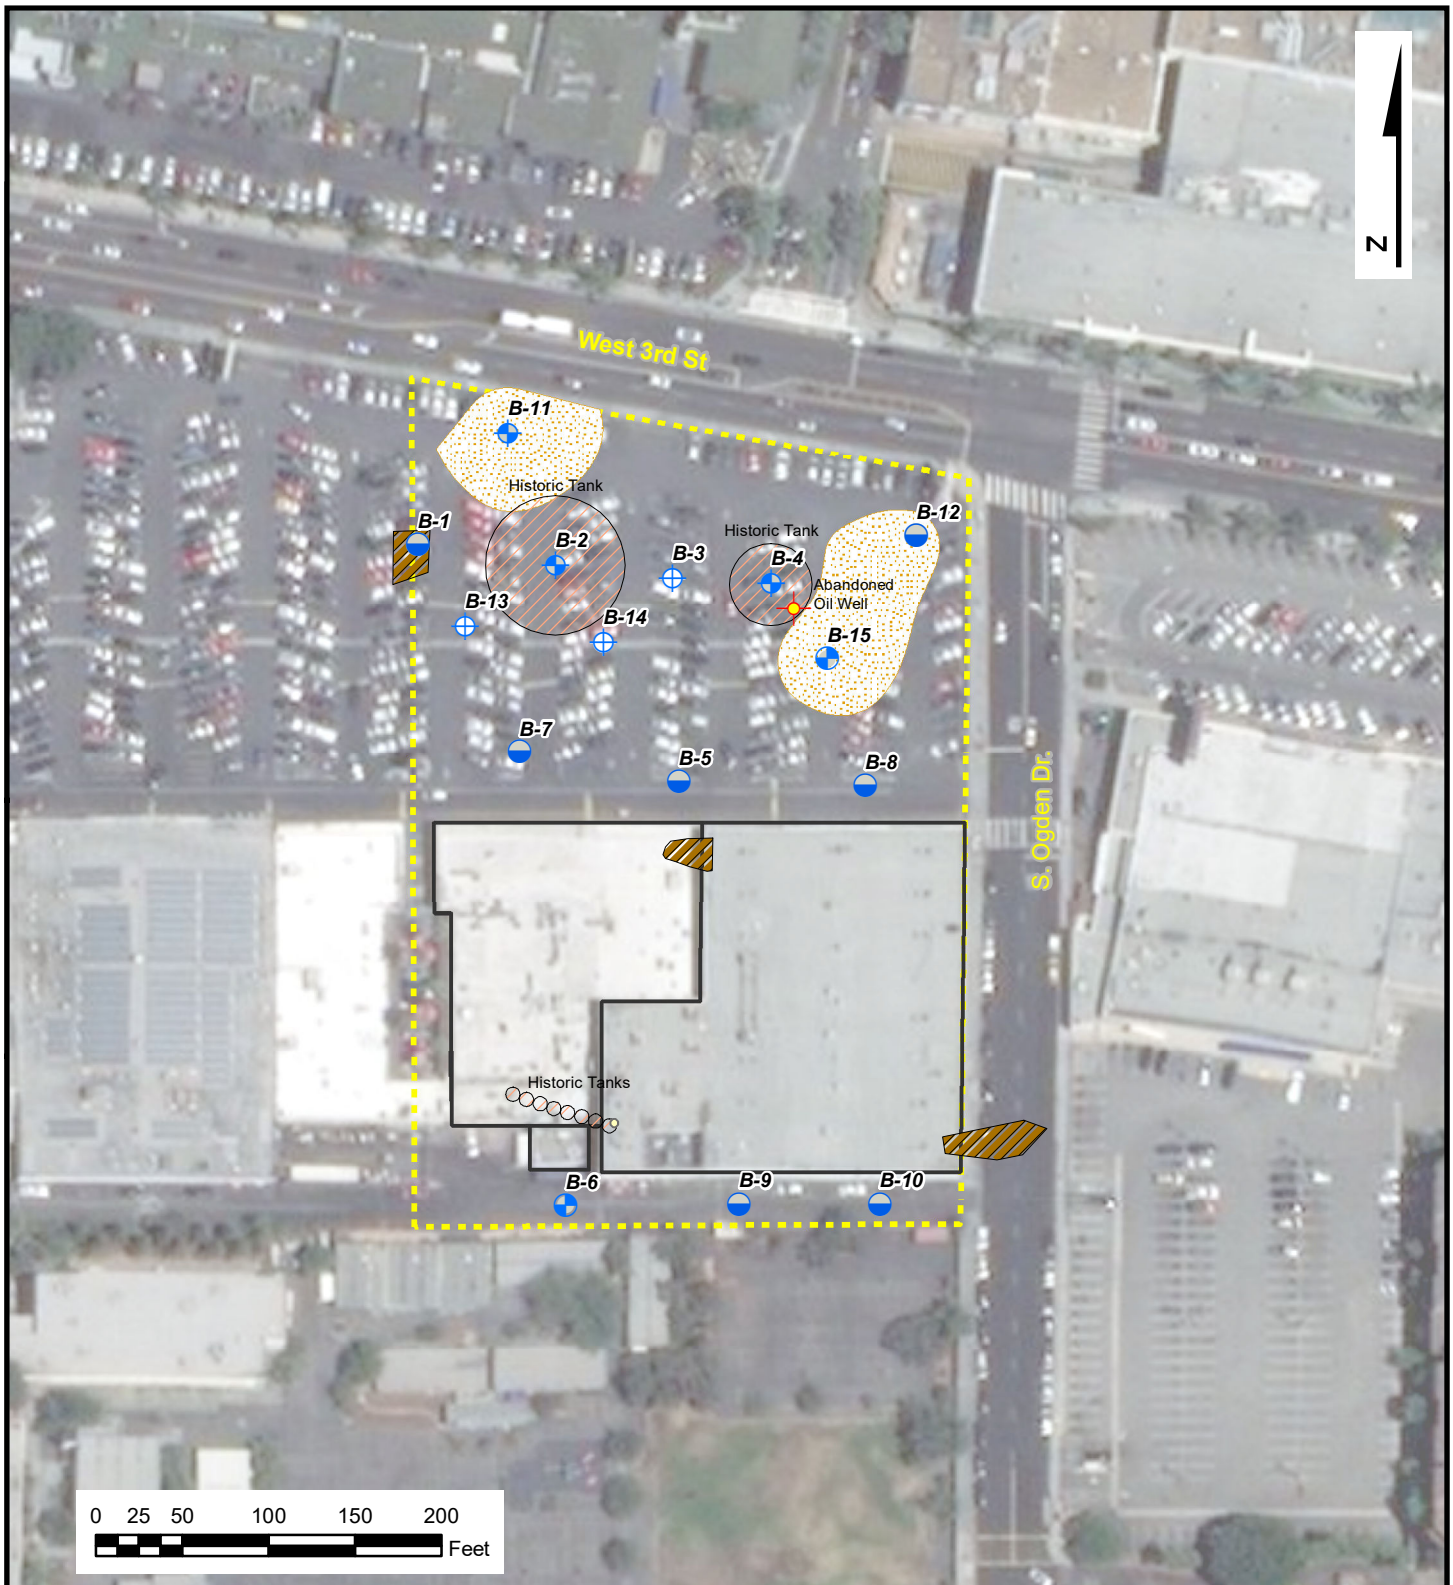 N
West 3rd St
B-11
Historic Tank
B-12
B-1
Historic Tank
B-2
B-3
B-4
Abandoned
Oil Well
B-13
B-14
B-15
B-7
B-5
B-8
S. Ogden Dr.
Historic Tanks
B-6
B-9
B-10
0 25 50 100 150 200
Feet